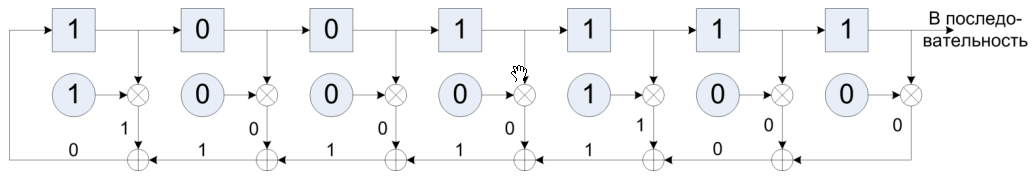 1 0 0 1 1 1 1 В последо-
вательность
1 0 0 0 1 0 0
1 0 0 0 1 0 0
0 1 1 1 1 0